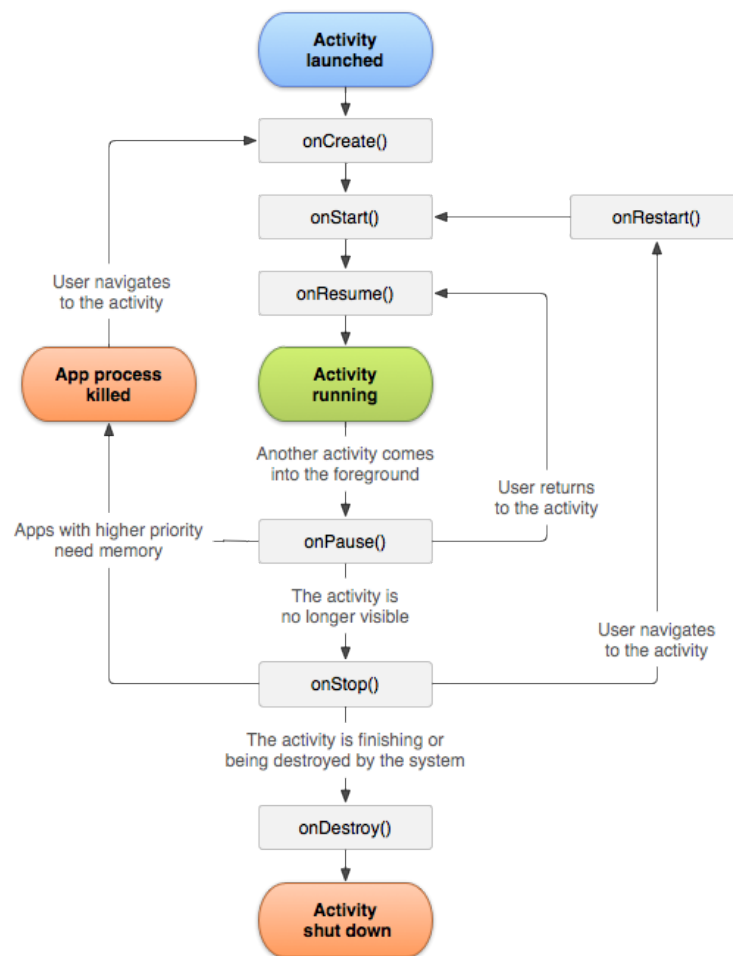 Activity
launched
onCreate()
onStart()
onRestart()
User navigates
to the activity
onResume()
App process
killed
Activity
running
Another activity comes
into the foreground
User returns
to the activity
Apps with higher priority
need memory
onPause()
The activity is
no longer visible
User navigates
to the activity
onStop()
The activity is finishing or
being destroyed by the system
onDestroy()
Activity
shut down